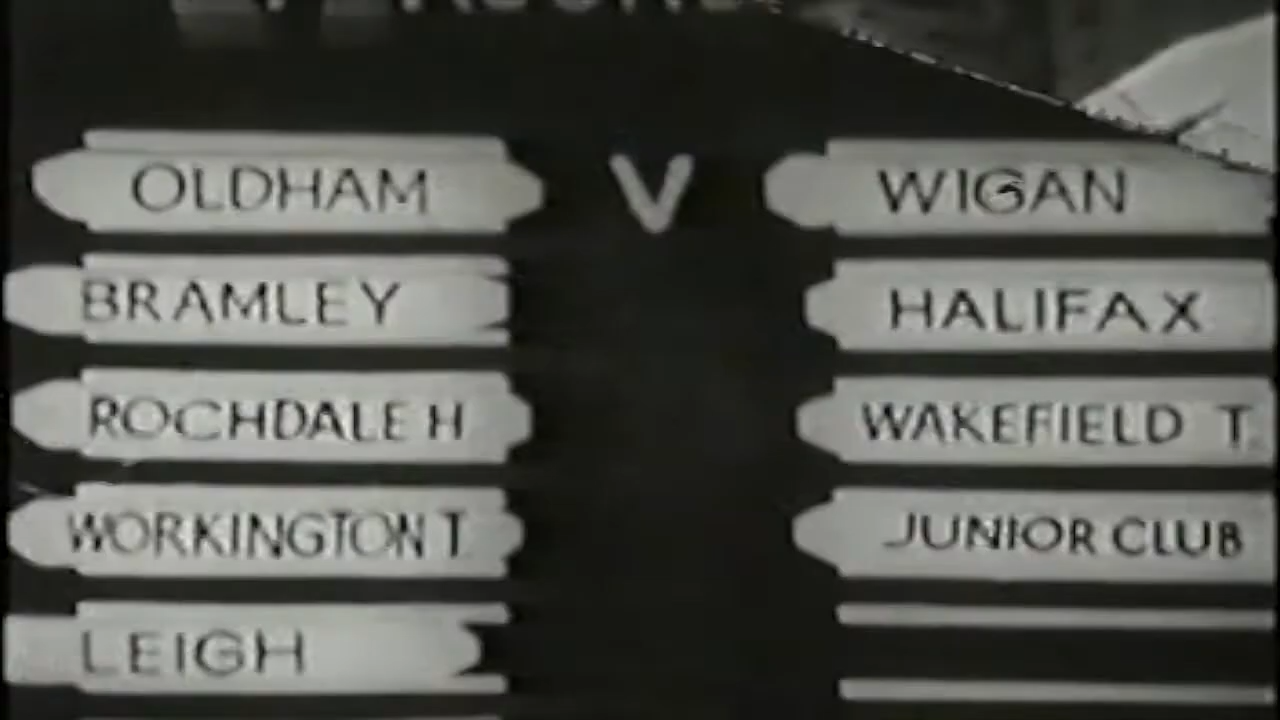 OLDHAM V WIGAN
BRAMLEY HALIFAX
ROCHDALE H WAKEFIELD T.
WORKINGTON T. JUNIOR CLUB
LEIGH